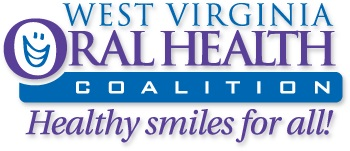 WEST VIRGINIA
ORAL HEALTH
COALITION
Healthy smiles for all!